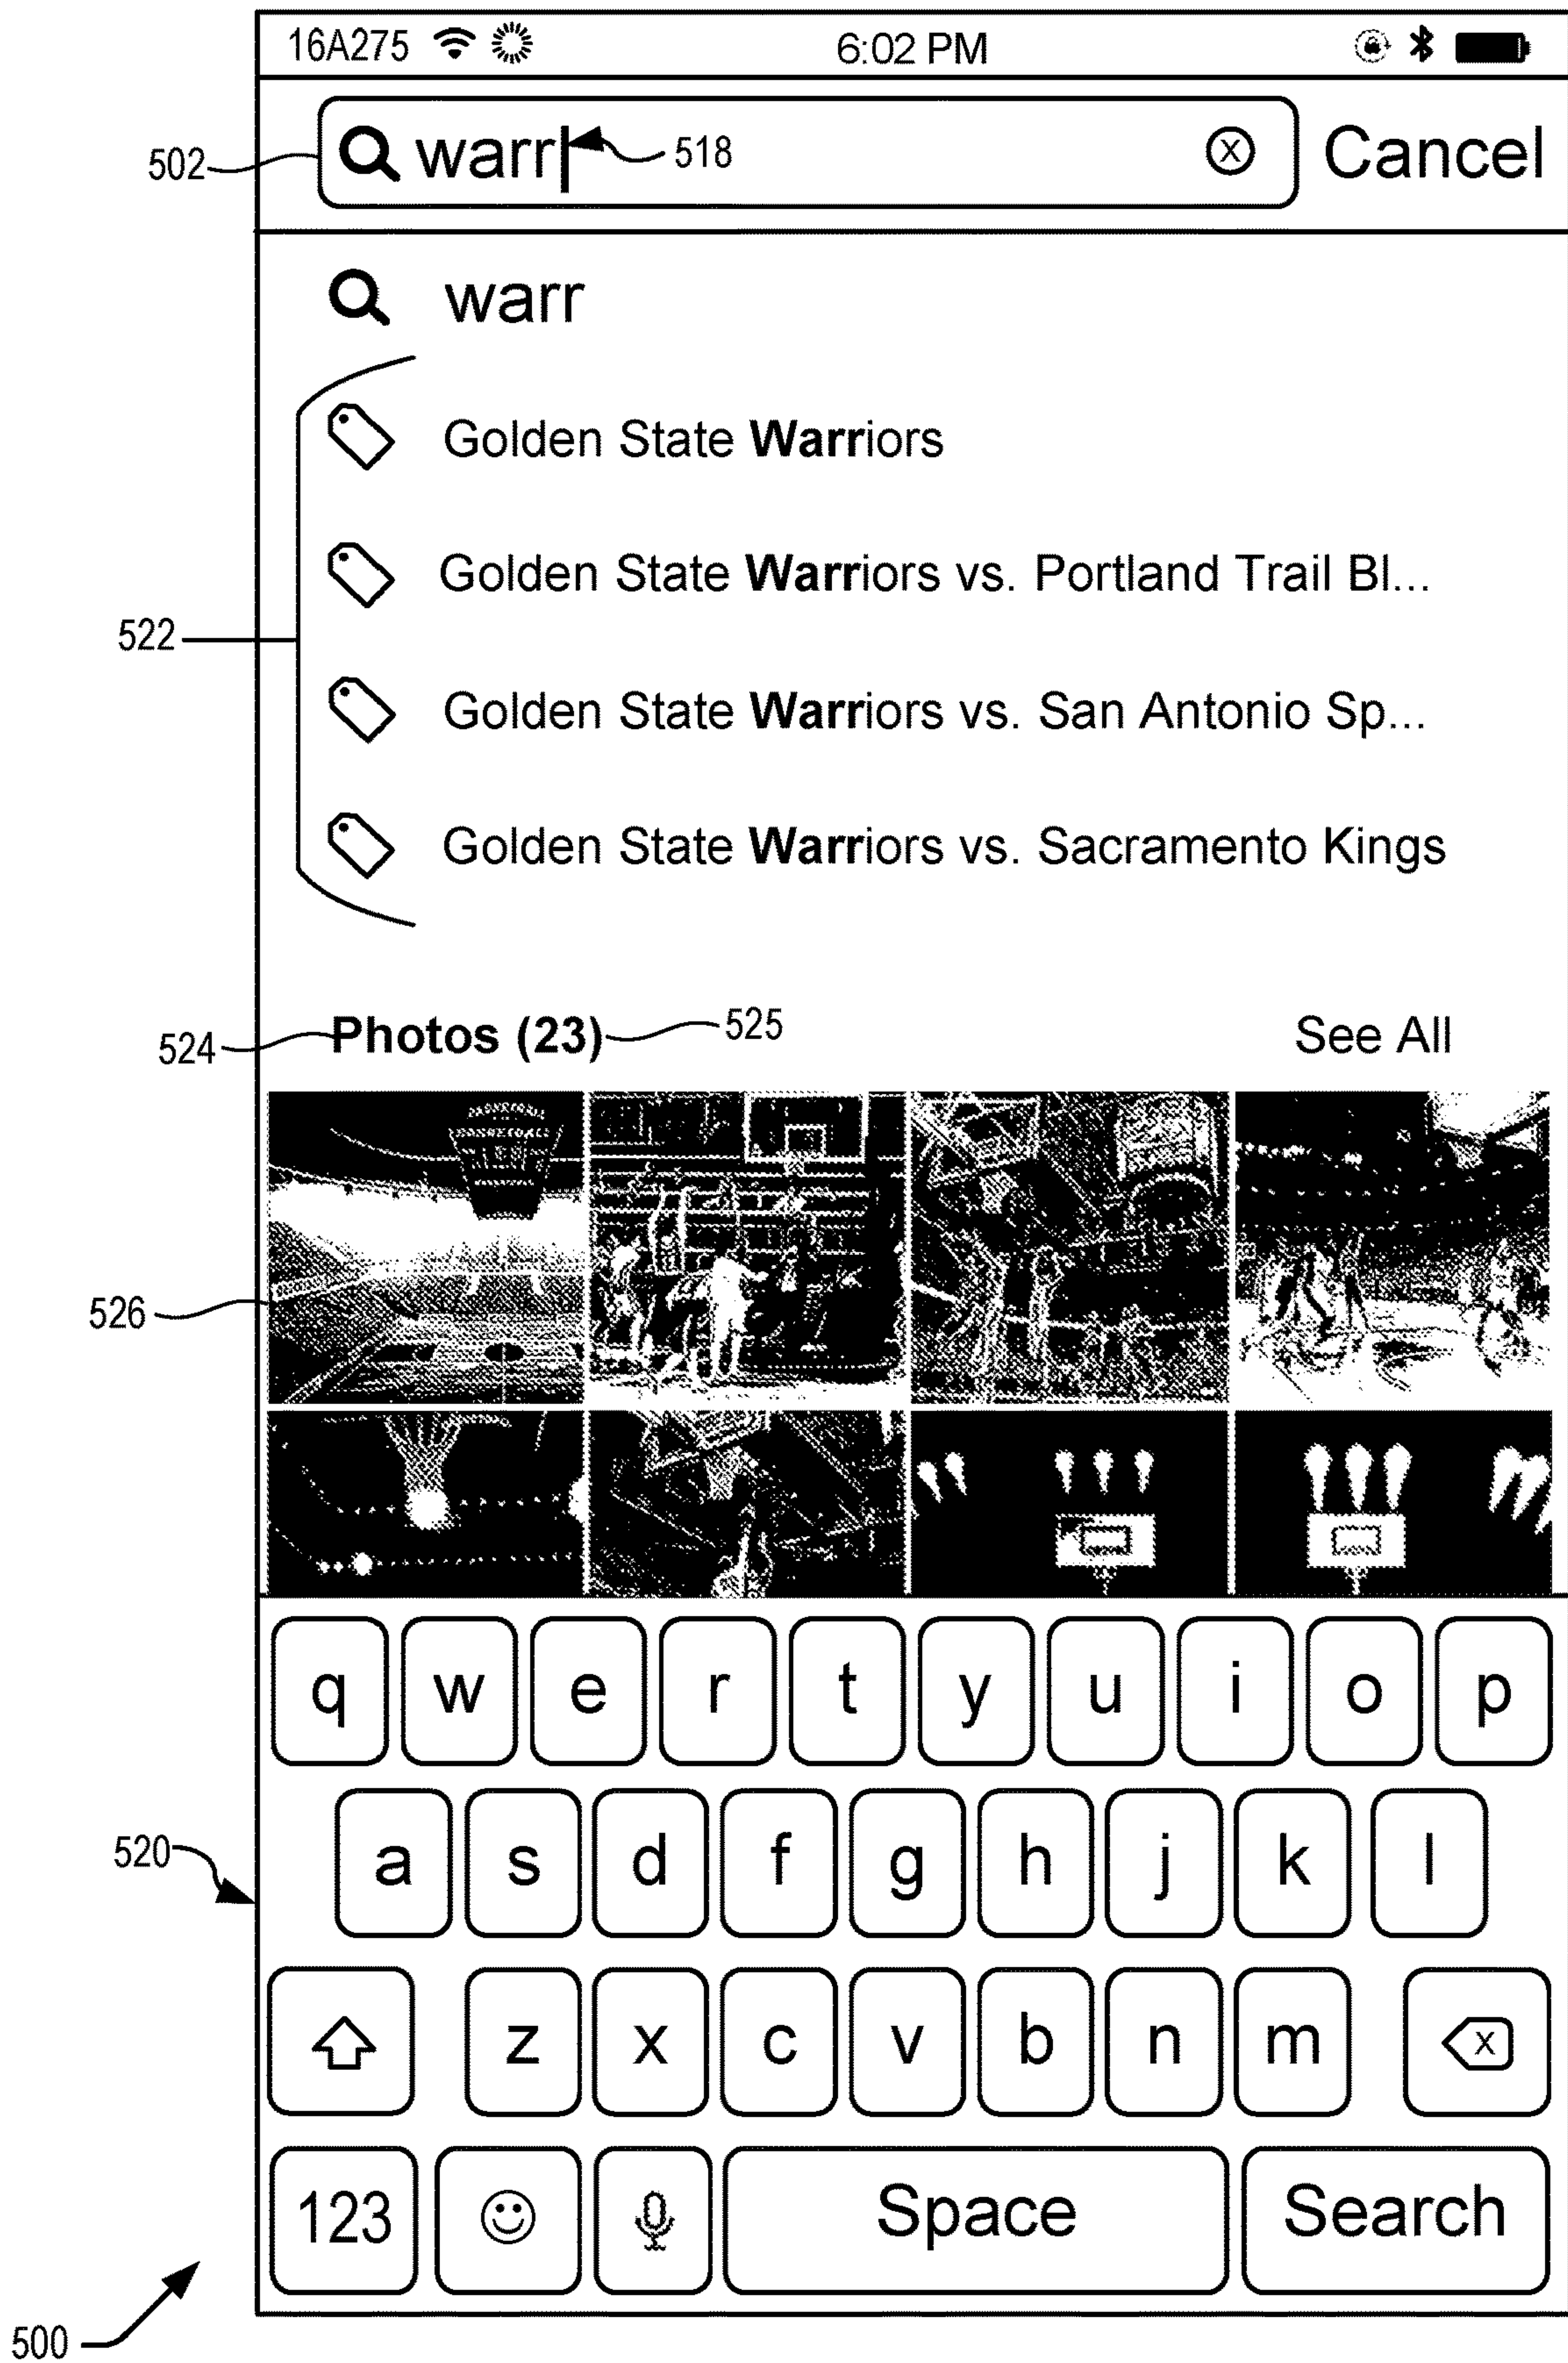 16A275 6:02 PM
502 warr 518 X Cancel
warr
Golden State Warriors
Golden State Warriors vs. Portland Trail Bl...
522
Golden State Warriors vs. San Antonio Sp...
Golden State Warriors vs. Sacramento Kings
524 Photos (23) 525 See All
526
q w e r t y u i o p
520 a s d f g h j k l
z x c v b n m X
123 Space Search
500